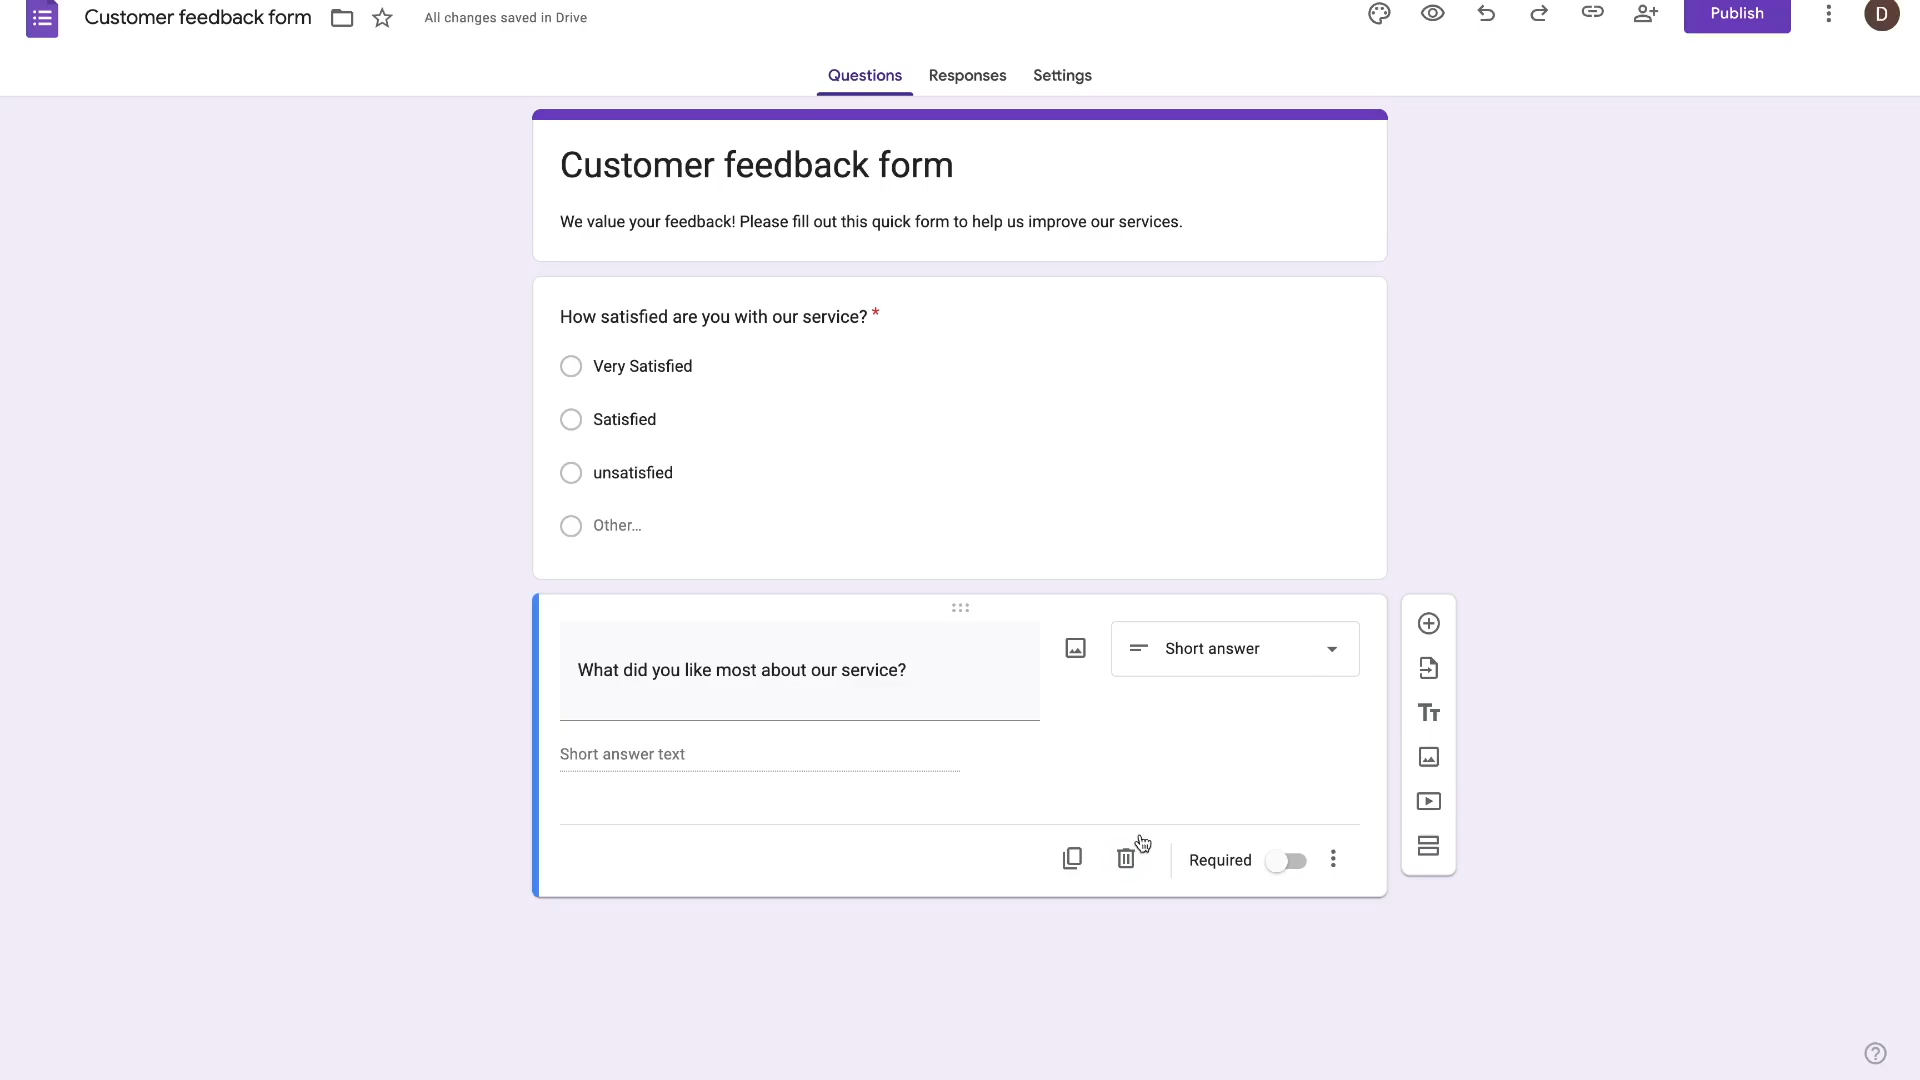 Customer feedback form
All changes saved in Drive
Publish
D
Questions
Responses
Settings
Customer feedback form
We value your feedback! Please fill out this quick form to help us improve our services.
How satisfied are you with our service? *
Very Satisfied
Satisfied
unsatisfied
Other...
What did you like most about our service?
Short answer
Short answer text
Required